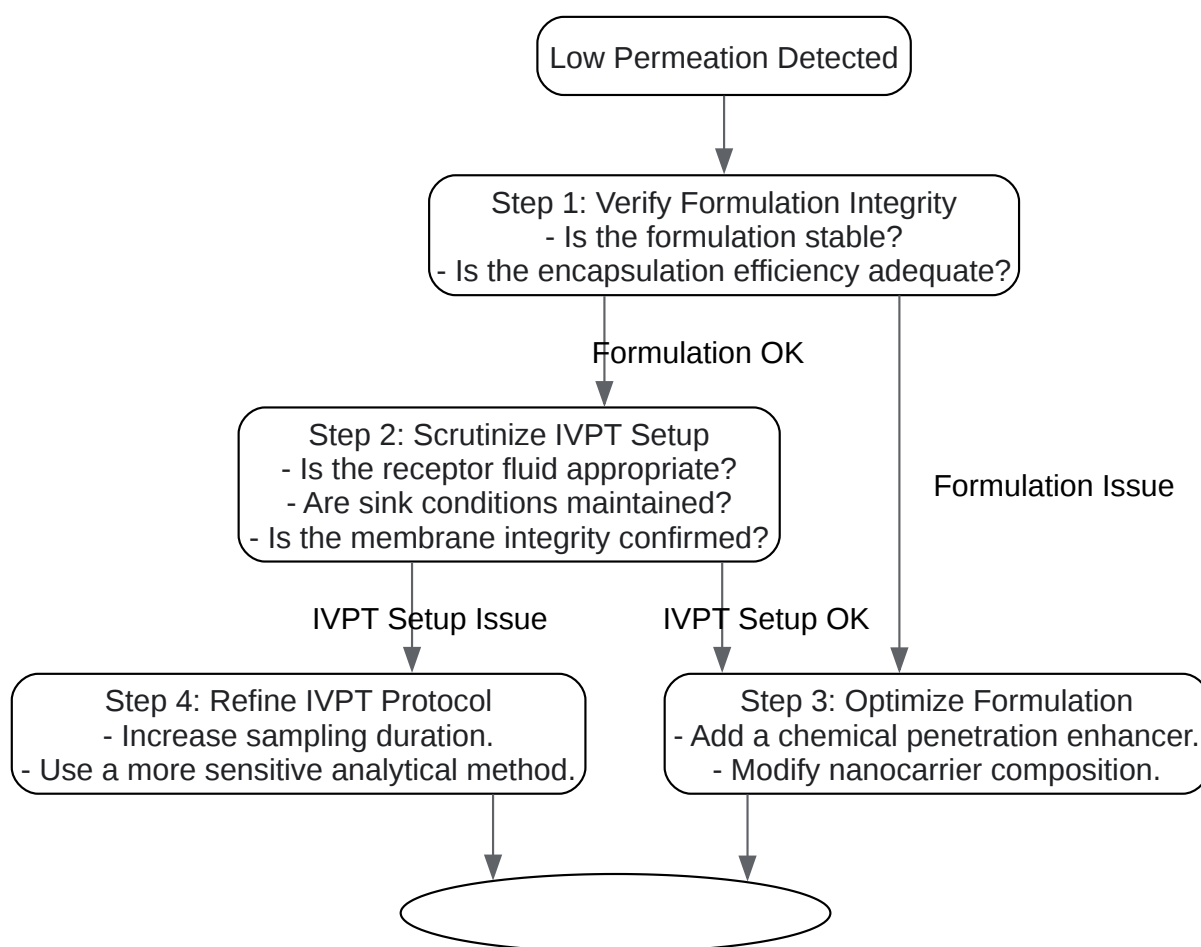 Low Permeation Detected
Step 1: Verify Formulation Integrity
- Is the formulation stable?
- Is the encapsulation efficiency adequate?
Formulation OK
Step 2: Scrutinize IVPT Setup
- Is the receptor fluid appropriate?
- Are sink conditions maintained?
- Is the membrane integrity confirmed?
Formulation Issue
IVPT Setup Issue
IVPT Setup OK
Step 4: Refine IVPT Protocol
- Increase sampling duration.
- Use a more sensitive analytical method.
Step 3: Optimize Formulation
- Add a chemical penetration enhancer.
- Modify nanocarrier composition.